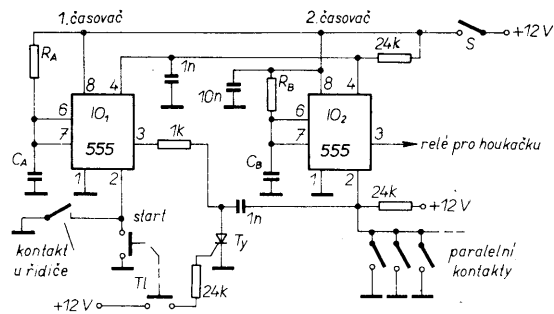 1. časovač
2. časovač
S
+12 V
24k
R_A
8
4
1n
10n
R_B
8
4
6
7
IO₁
555
3
1k
6
7
IO₂
555
3
relé pro houkačku
C_A
1
2
C_B
1
2
1n
24k
+12 V
start
kontakt
u řidiče
Ty
Tl
24k
+12 V
paralelní
kontakty